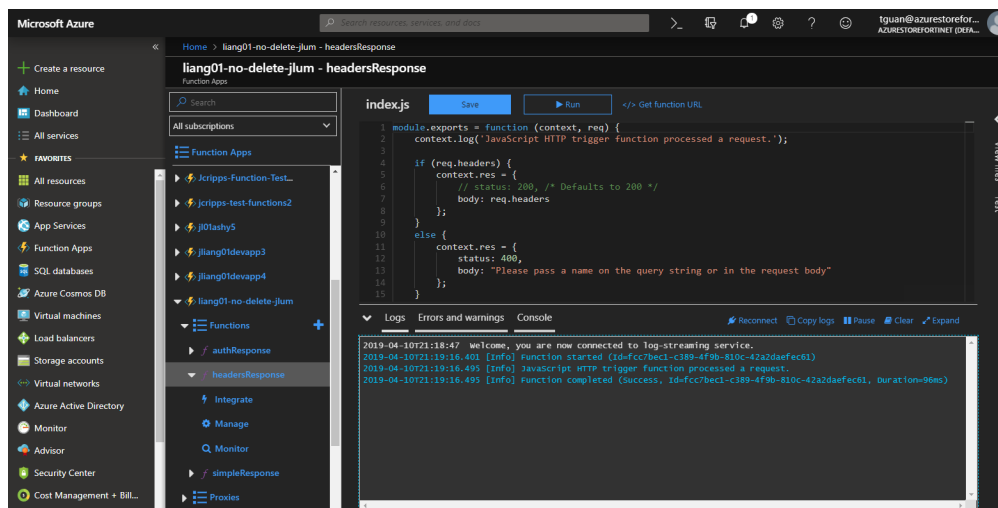 Microsoft Azure
Search resources, services, and docs
1
tguan@azurestorefor...
AZURESTOREFORTINET (DEFA...
«
Create a resource
Home
Dashboard
All services
FAVORITES
All resources
Resource groups
App Services
Function Apps
SQL databases
Azure Cosmos DB
Virtual machines
Load balancers
Storage accounts
Virtual networks
Azure Active Directory
Monitor
Advisor
Security Center
Cost Management + Bill...
Home > liang01-no-delete-jlum - headersResponse
liang01-no-delete-jlum - headersResponse
Function Apps
Search
All subscriptions
Function Apps
Jcripps-Function-Test...
jcripps-test-functions2
jl01ashy5
jliang01devapp3
jliang01devapp4
liang01-no-delete-jlum
Functions
authResponse
headersResponse
Integrate
Manage
Monitor
simpleResponse
Proxies
index.js
Save
Run
</> Get function URL
1 module.exports = function (context, req) {
2 context.log('JavaScript HTTP trigger function processed a request.');
3
4 if (req.headers) {
5 context.res = {
6 // status: 200, /* Defaults to 200 */
7 body: req.headers
8 };
9 }
10 else {
11 context.res = {
12 status: 400,
13 body: "Please pass a name on the query string or in the request body"
14 };
15 }
Logs
Errors and warnings
Console
Reconnect
Copy logs
Pause
Clear
Expand
2019-04-10T21:18:47 Welcome, you are now connected to log-streaming service.
2019-04-10T21:19:16.401 [Info] Function started (Id=fcc7bec1-c389-4f9b-810c-42a2daefec61)
2019-04-10T21:19:16.495 [Info] JavaScript HTTP trigger function processed a request.
2019-04-10T21:19:16.495 [Info] Function completed (Success, Id=fcc7bec1-c389-4f9b-810c-42a2daefec61, Duration=96ms)